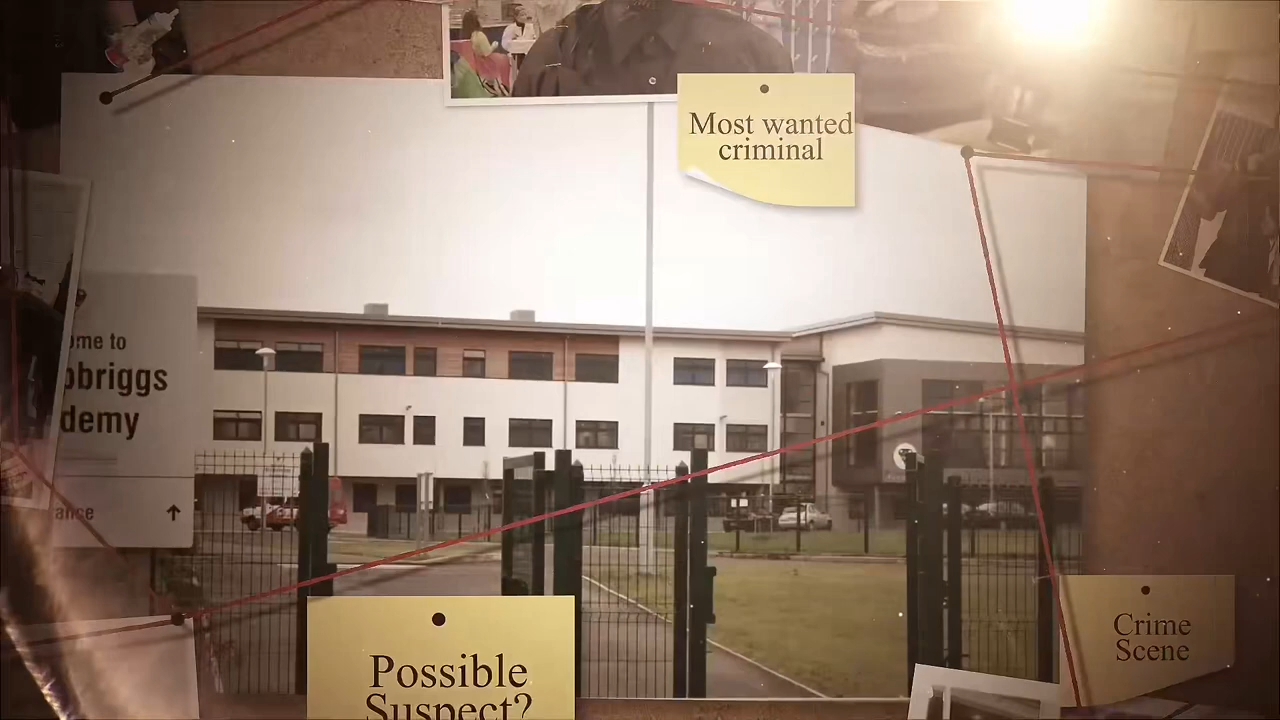 Most wanted
criminal
ome to
bbriggs
demy
ance
Possible
Suspect?
Crime
Scene